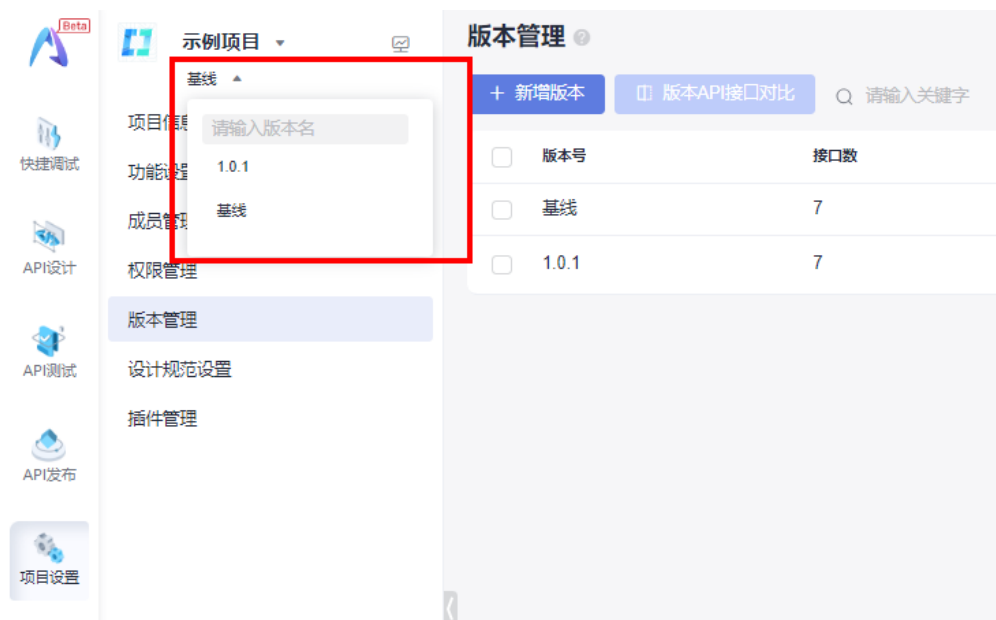 Beta
快捷调试
API设计
API测试
API发布
项目设置
示例项目
基线
请输入版本名
1.0.1
基线
项目信息
功能设置
成员管理
权限管理
版本管理
设计规范设置
插件管理
版本管理
新增版本
版本API接口对比
请输入关键字
版本号 接口数
基线 7
1.0.1 7